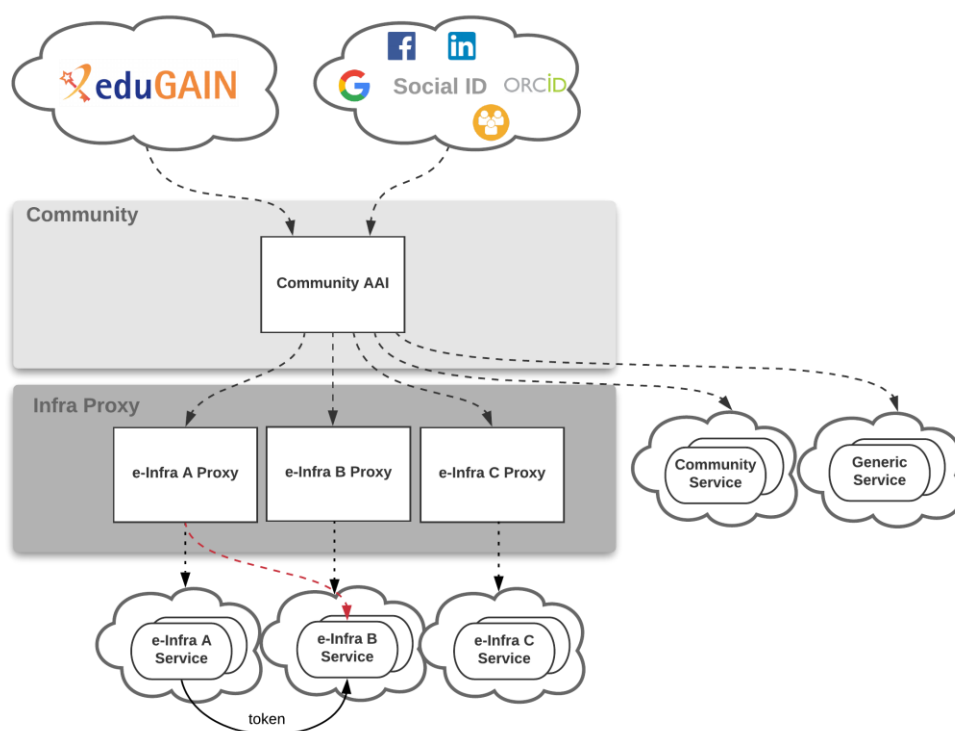 eduGAIN
f
in
G
Social ID
ORCiD
Community
Community AAI
Infra Proxy
e-Infra A Proxy
e-Infra B Proxy
e-Infra C Proxy
Community
Service
Generic
Service
e-Infra A
Service
e-Infra B
Service
e-Infra C
Service
token